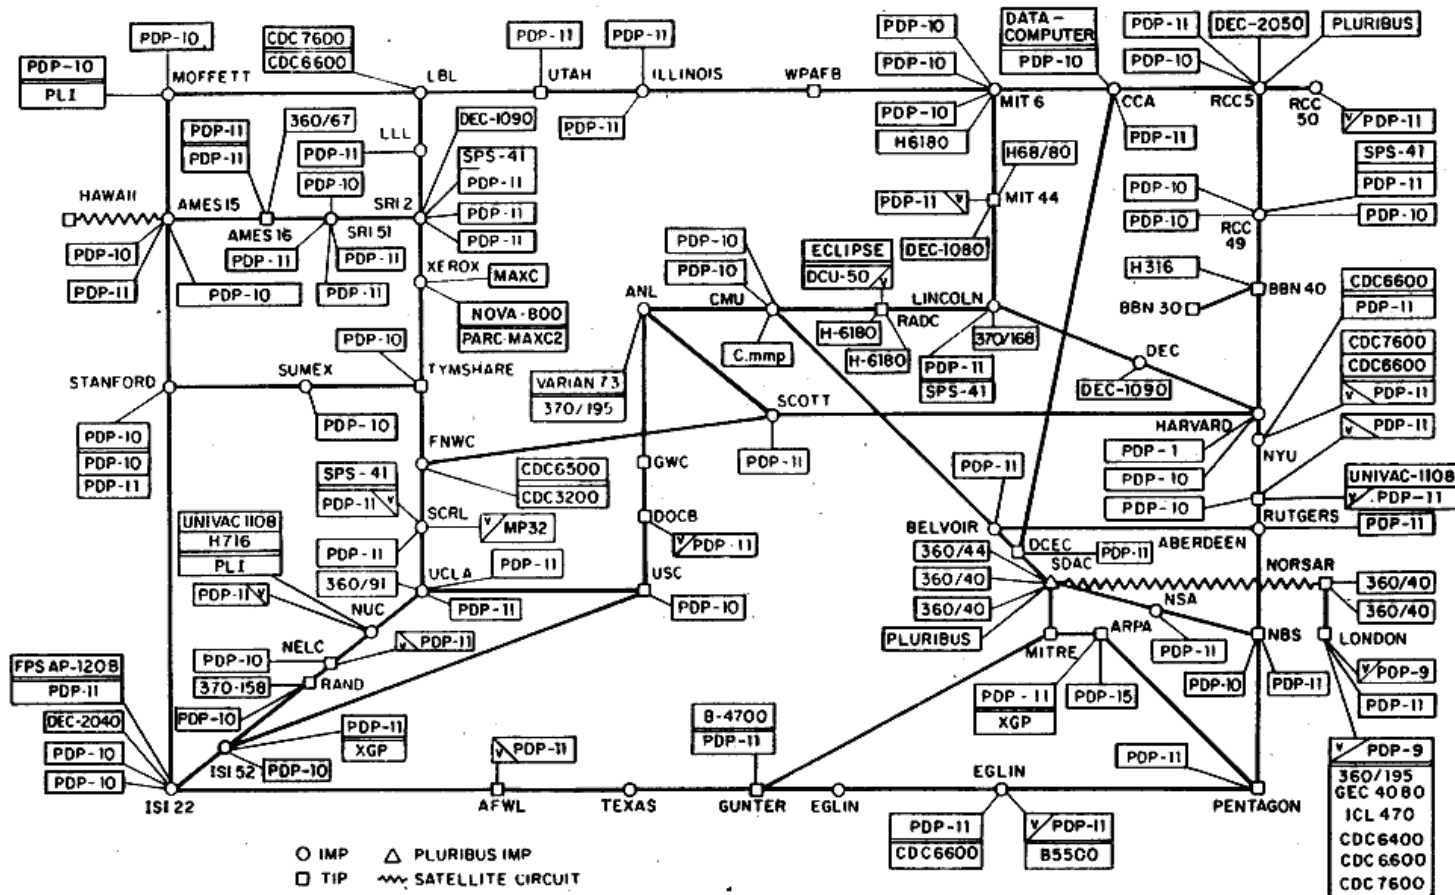 PDP-10
CDC 7600
CDC6600
PDP-11
PDP-11
PDP-10
DATA-
COMPUTER
PDP-10
PDP-11
DEC-2050
PLURIBUS
PDP-10
PLI
MOFFETT
LBL
UTAH
ILLINOIS
WPAFB
PDP-10
PDP-10
MIT 6
CCA
RCC5
RCC
50
PDP-10
PDP-11
360/67
LLL
PDP-11
DEC-1090
PDP-11
PDP-10
H6180
PDP-11
V PDP-11
PDP-11
PDP-10
SPS-41
PDP-11
H68/80
SPS-41
PDP-11
HAWAII
AMES 15
AMES 16
SRI 51
SRI 2
PDP-11
PDP-11
PDP-11 V
MIT 44
PDP-10
PDP-10
RCC
49
PDP-10
PDP-10
PDP-11
PDP-10
PDP-11
PDP-11
PDP-11
XEROX
MAXC
PDP-10
PDP-10
ECLIPSE
DCU-50
V
DEC-1080
H316
BBN 40
BBN 30
CDC6600
PDP-11
NOVA-800
PARC-MAXC2
ANL
CMU
RADC
LINCOLN
C.mmp
H-6180
H-6180
370/168
PDP-11
SPS-41
DEC
DEC-1090
CDC7600
CDC6600
V PDP-11
STANFORD
SUMEX
PDP-10
TYMSHARE
VARIAN 73
370/195
SCOTT
HARVARD
V PDP-11
PDP-10
PDP-10
PDP-11
PDP-10
FNWC
CDC6500
CDC3200
GWC
PDP-11
PDP-11
PDP-1
PDP-10
PDP-10
NYU
UNIVAC-1108
V PDP-11
PDP-11
RUTGERS
SPS-41
PDP-11 V
SCRL
V MP32
DOCB
V PDP-11
BELVOIR
ABERDEEN
UNIVAC 1108
H716
PLI
PDP-11 V
PDP-11
360/91
UCLA
PDP-11
PDP-11
USC
PDP-10
360/44
360/40
360/40
PLURIBUS
DCEC
PDP-11
SDAC
NORSAR
360/40
360/40
NUC
NELC
V PDP-11
MITRE
ARPA
NSA
PDP-11
NBS
LONDON
FPS AP-120B
PDP-11
PDP-10
370-158
RAND
PDP-11
XGP
PDP-15
PDP-10
PDP-11
V PDP-9
PDP-11
DEC-2040
PDP-10
PDP-10
PDP-10
PDP-11
XGP
ISI 52
PDP-10
V PDP-11
B-4700
PDP-11
EGLIN
PDP-11
V PDP-9
360/195
GEC 4080
ICL 470
CDC6400
CDC6600
CDC 7600
ISI 22
AFWL
TEXAS
GUNTER
EGLIN
PENTAGON
PDP-11
CDC6600
V PDP-11
B5500
IMP
PLURIBUS IMP
TIP
SATELLITE CIRCUIT